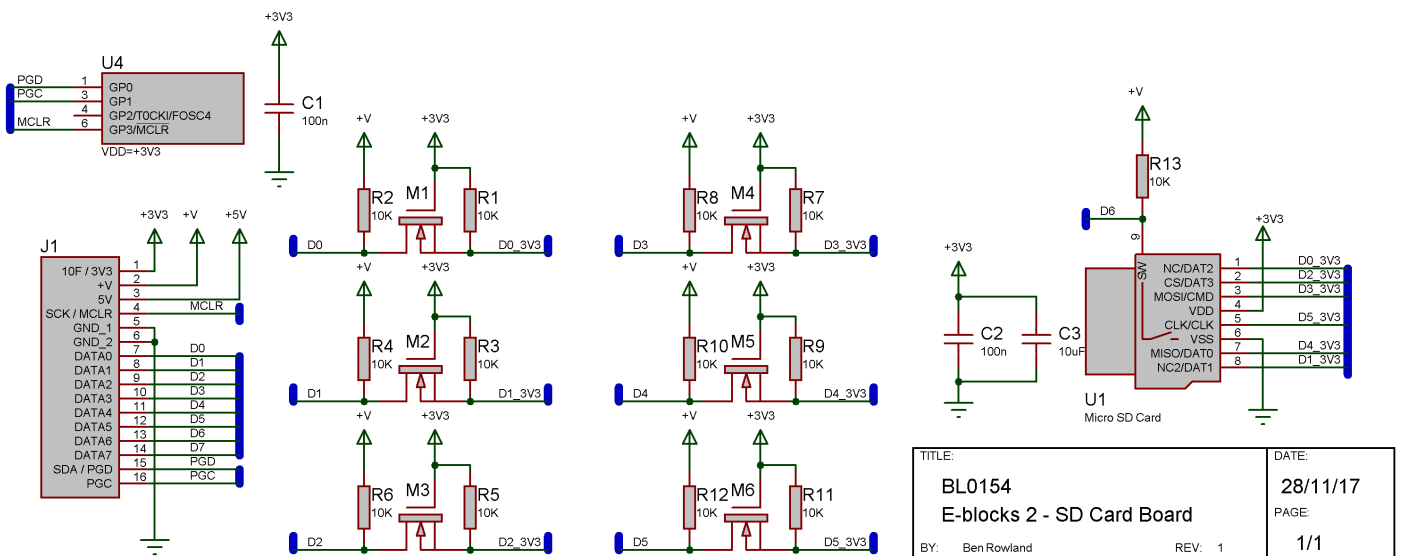 +3V3
C1
100n
U4
PGD 1 GP0
PGC 3 GP1
4 GP2/T0CKI/FOSC4
MCLR 6 GP3/MCLR
VDD=+3V3
J1
+3V3 +V +5V
10F / 3V3 1
+V 2
5V 3
SCK / MCLR 4 MCLR
GND_1 5
GND_2 6
DATA0 7 D0
DATA1 8 D1
DATA2 9 D2
DATA3 10 D3
DATA4 11 D4
DATA5 12 D5
DATA6 13 D6
DATA7 14 D7
SDA / PGD 15 PGD
PGC 16 PGC
+V +3V3
R2 10K M1 R1 10K
D0 D0_3V3
+V +3V3
R4 10K M2 R3 10K
D1 D1_3V3
+V +3V3
R6 10K M3 R5 10K
D2 D2_3V3
+V +3V3
R8 10K M4 R7 10K
D3 D3_3V3
+V +3V3
R10 10K M5 R9 10K
D4 D4_3V3
+V +3V3
R12 10K M6 R11 10K
D5 D5_3V3
+3V3
C2
100n
C3
10uF
+V
R13
10K
D6
9
SW
+3V3
NC/DAT2 1 D0_3V3
CS/DAT3 2 D2_3V3
MOSI/CMD 3 D3_3V3
VDD 4
CLK/CLK 5 D5_3V3
VSS 6
MISO/DAT0 7 D4_3V3
NC2/DAT1 8 D1_3V3
U1
Micro SD Card
TITLE:
BL0154
E-blocks 2 - SD Card Board
BY: Ben Rowland REV: 1
DATE:
28/11/17
PAGE:
1/1